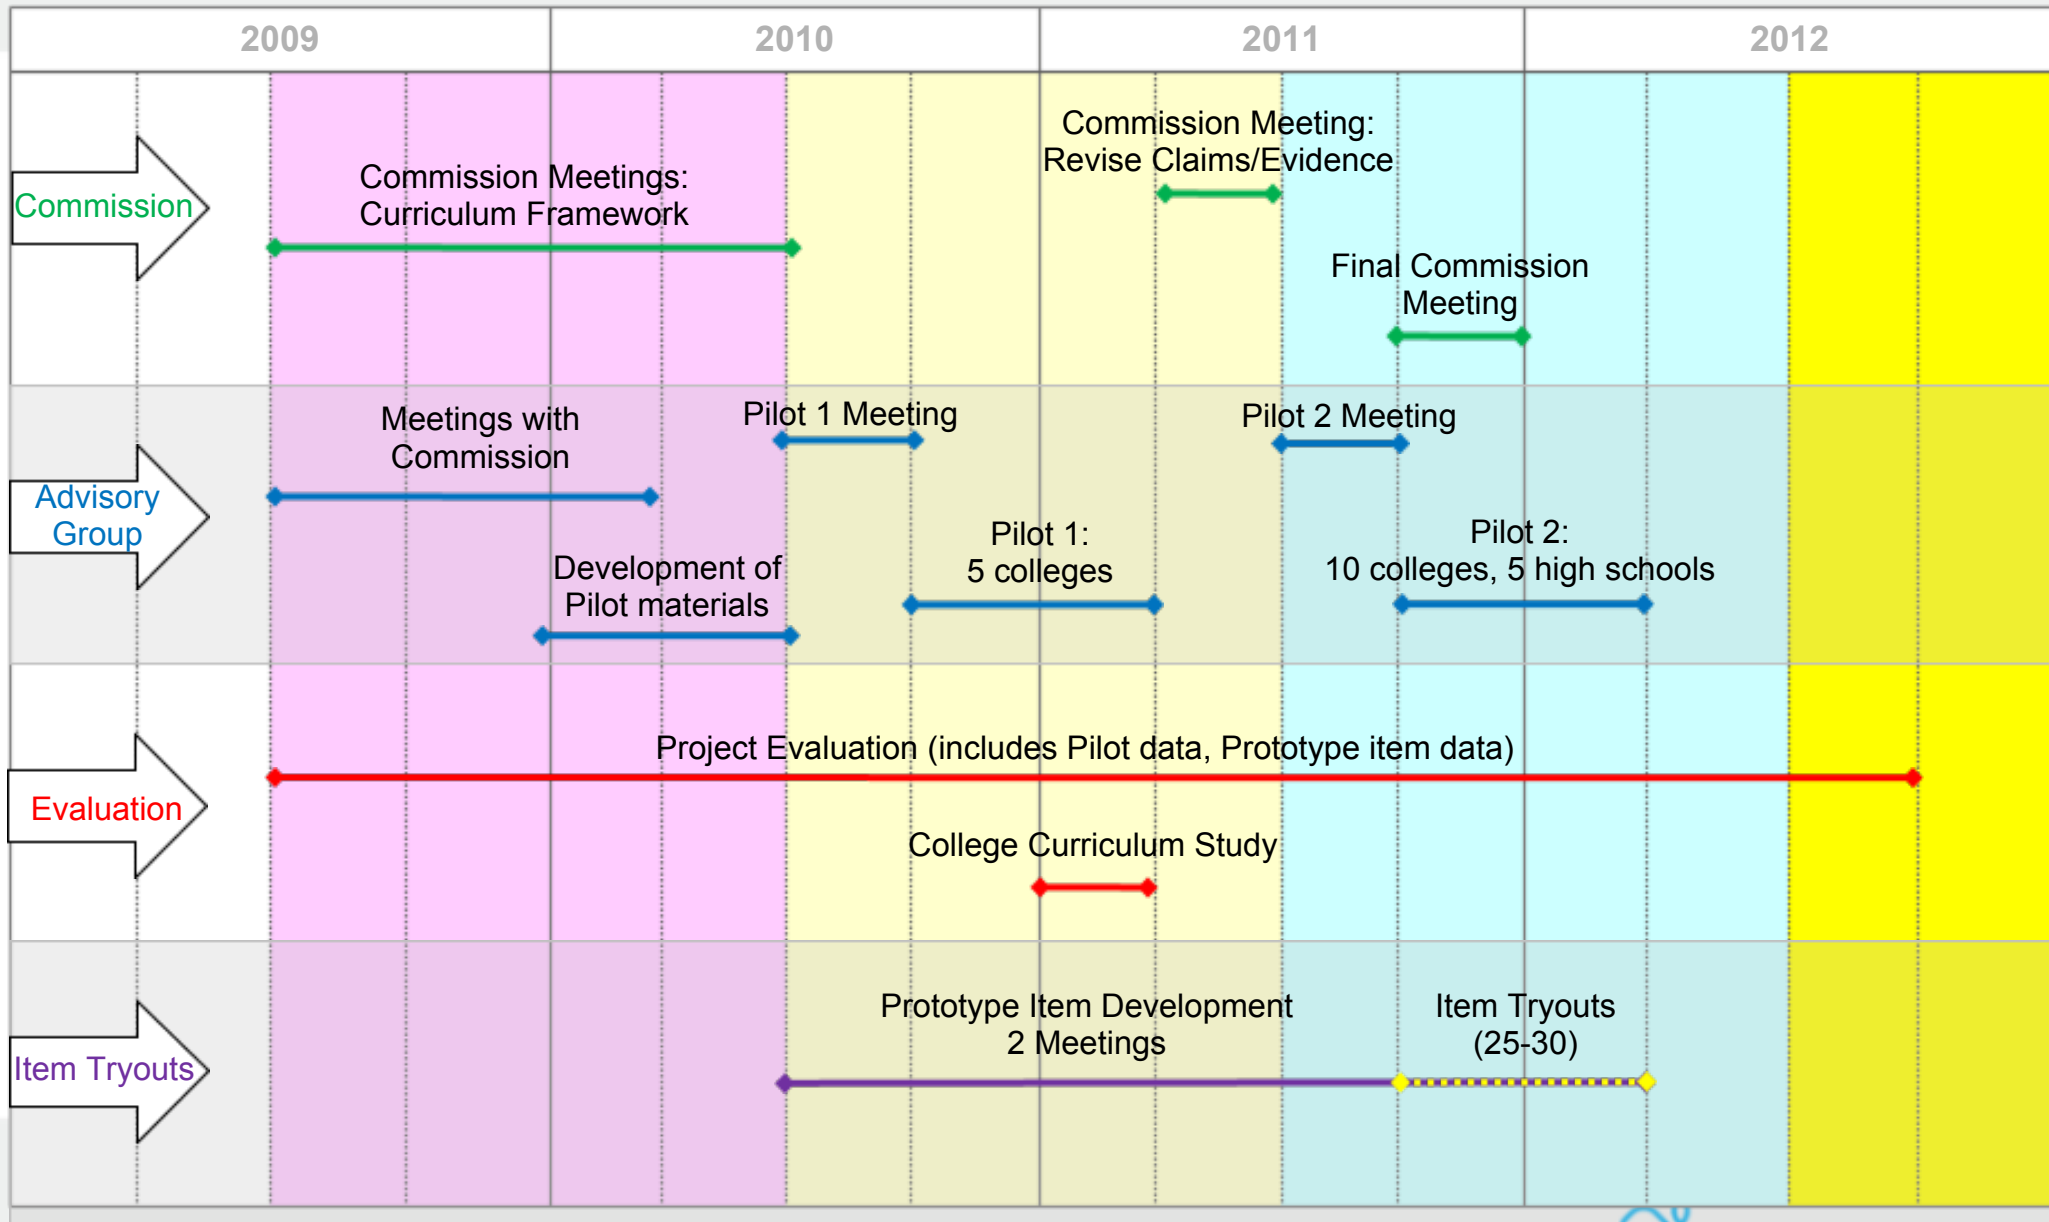 2009 2010 2011 2012
Commission
Commission Meetings:
Curriculum Framework
Commission Meeting:
Revise Claims/Evidence
Final Commission
Meeting
Advisory
Group
Meetings with
Commission
Development of
Pilot materials
Pilot 1 Meeting
Pilot 1:
5 colleges
Pilot 2 Meeting
Pilot 2:
10 colleges, 5 high schools
Evaluation
Project Evaluation (includes Pilot data, Prototype item data)
College Curriculum Study
Item Tryouts
Prototype Item Development
2 Meetings
Item Tryouts
(25-30)